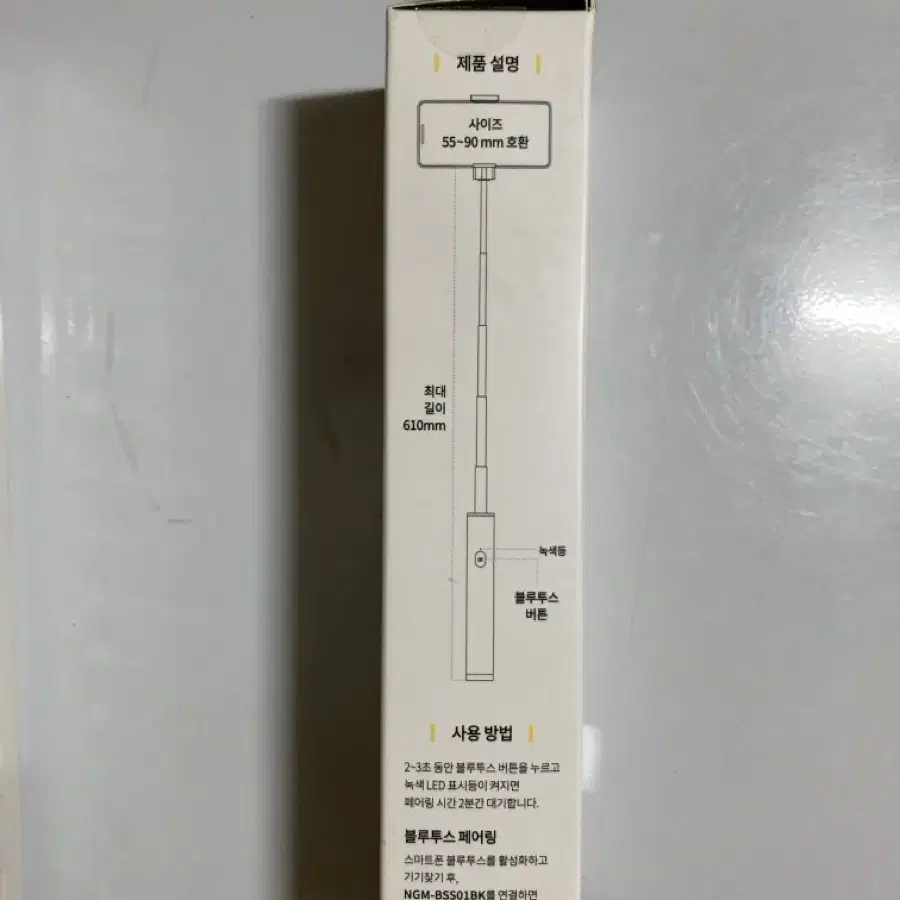 제품 설명
사이즈
55~90 mm 호환
최대
길이
610mm
녹색등
블루투스
버튼
사용 방법
2~3초 동안 블루투스 버튼을 누르고
녹색 LED 표시등이 켜지면
페어링 시간 2분간 대기합니다.
블루투스 페어링
스마트폰 블루투스를 활성화하고
기기찾기 후,
NGM-BSS01BK를 연결하면